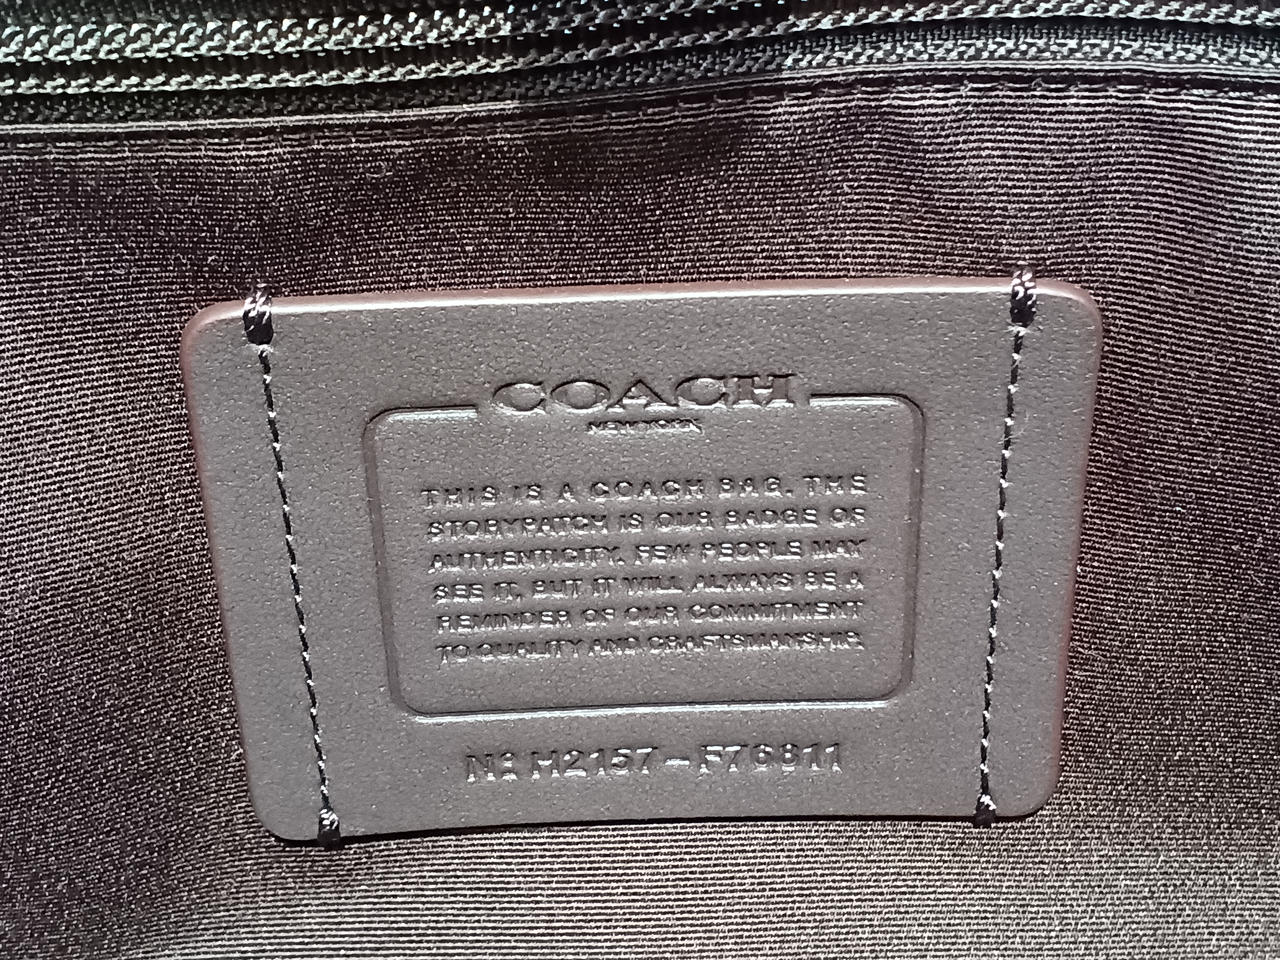 COACH
NEW YORK
THIS IS A COACH BAG. THE
STORYPATCH IS OUR BADGE OF
AUTHENTICITY. FEW PEOPLE MAY
SEE IT, BUT IT WILL ALWAYS BE A
REMINDER OF OUR COMMITMENT
TO QUALITY AND CRAFTSMANSHIP.
Nº H2157-F76811